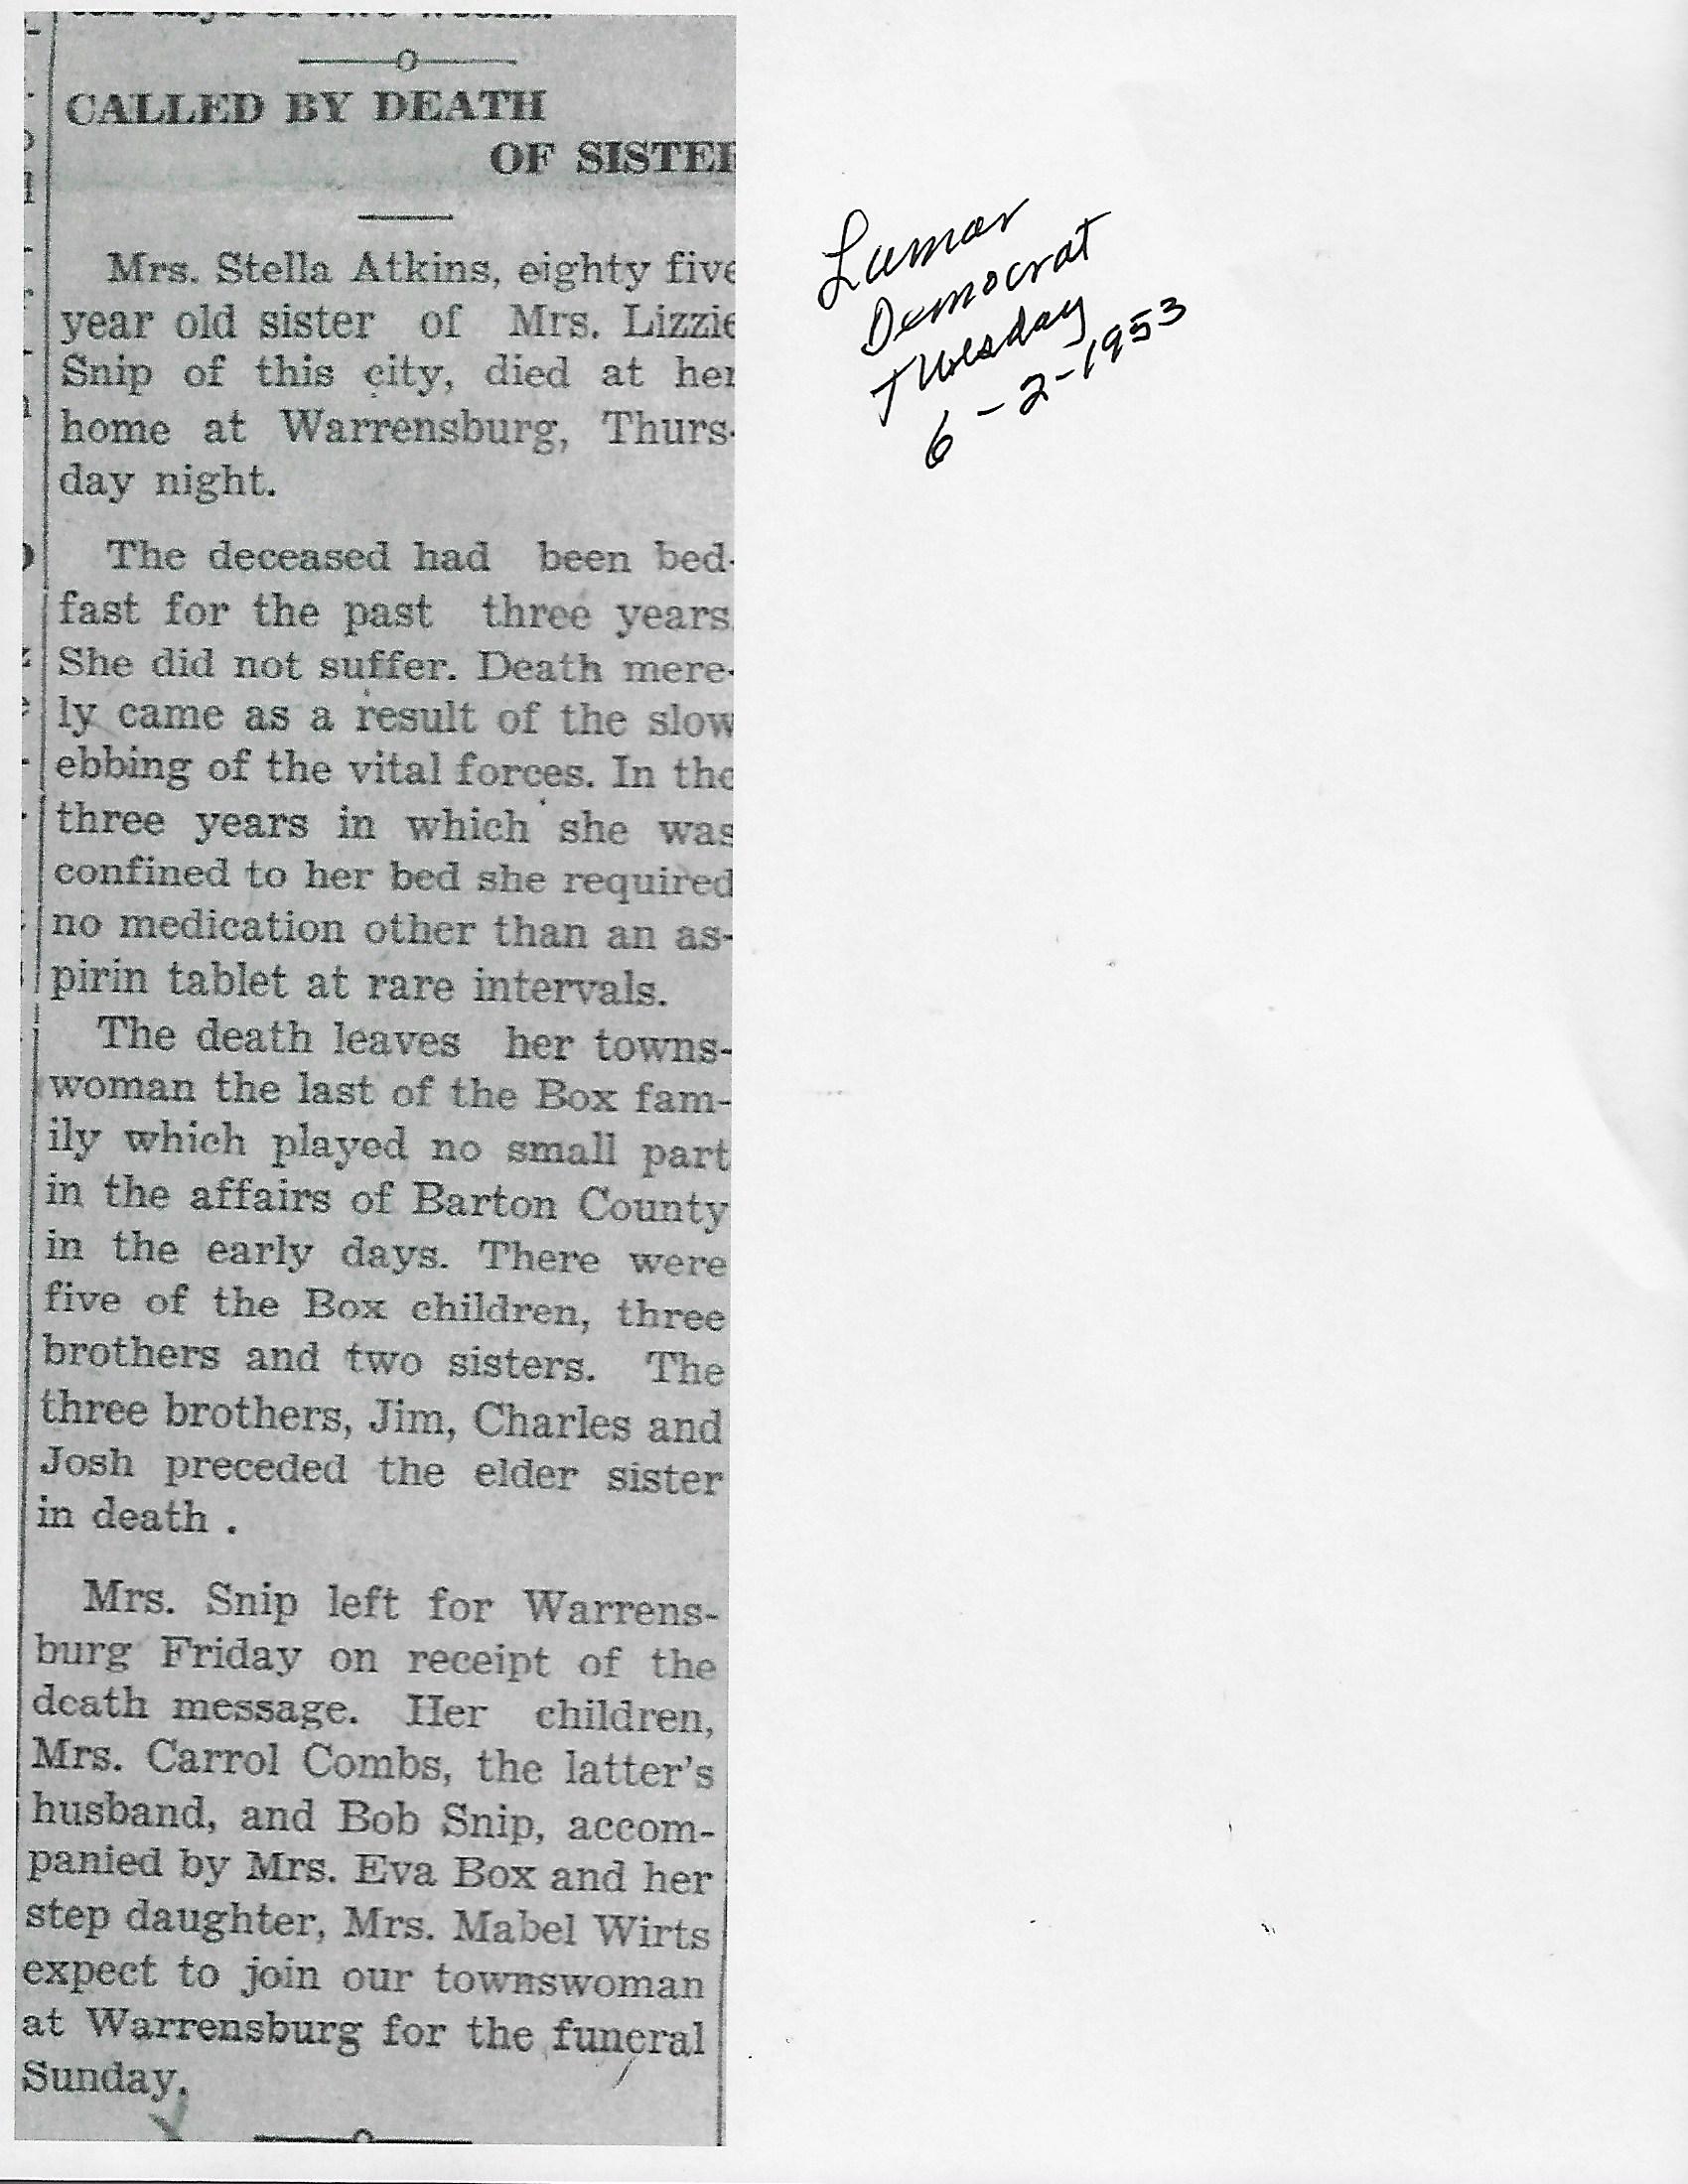 CALLED BY DEATH
OF SISTER
Mrs. Stella Atkins, eighty five
year old sister of Mrs. Lizzie
Snip of this city, died at her
home at Warrensburg, Thurs-
day night.
The deceased had been bed-
fast for the past three years.
She did not suffer. Death mere-
ly came as a result of the slow
ebbing of the vital forces. In the
three years in which she was
confined to her bed she required
no medication other than an as-
pirin tablet at rare intervals.
The death leaves her towns-
woman the last of the Box fam-
ily which played no small part
in the affairs of Barton County
in the early days. There were
five of the Box children, three
brothers and two sisters. The
three brothers, Jim, Charles and
Josh preceded the elder sister
in death .
Mrs. Snip left for Warrens-
burg Friday on receipt of the
death message. Her children,
Mrs. Carrol Combs, the latter's
husband, and Bob Snip, accom-
panied by Mrs. Eva Box and her
step daughter, Mrs. Mabel Wirts
expect to join our townswoman
at Warrensburg for the funeral
Sunday.
Lamar
Democrat
Tuesday
6-2-1953